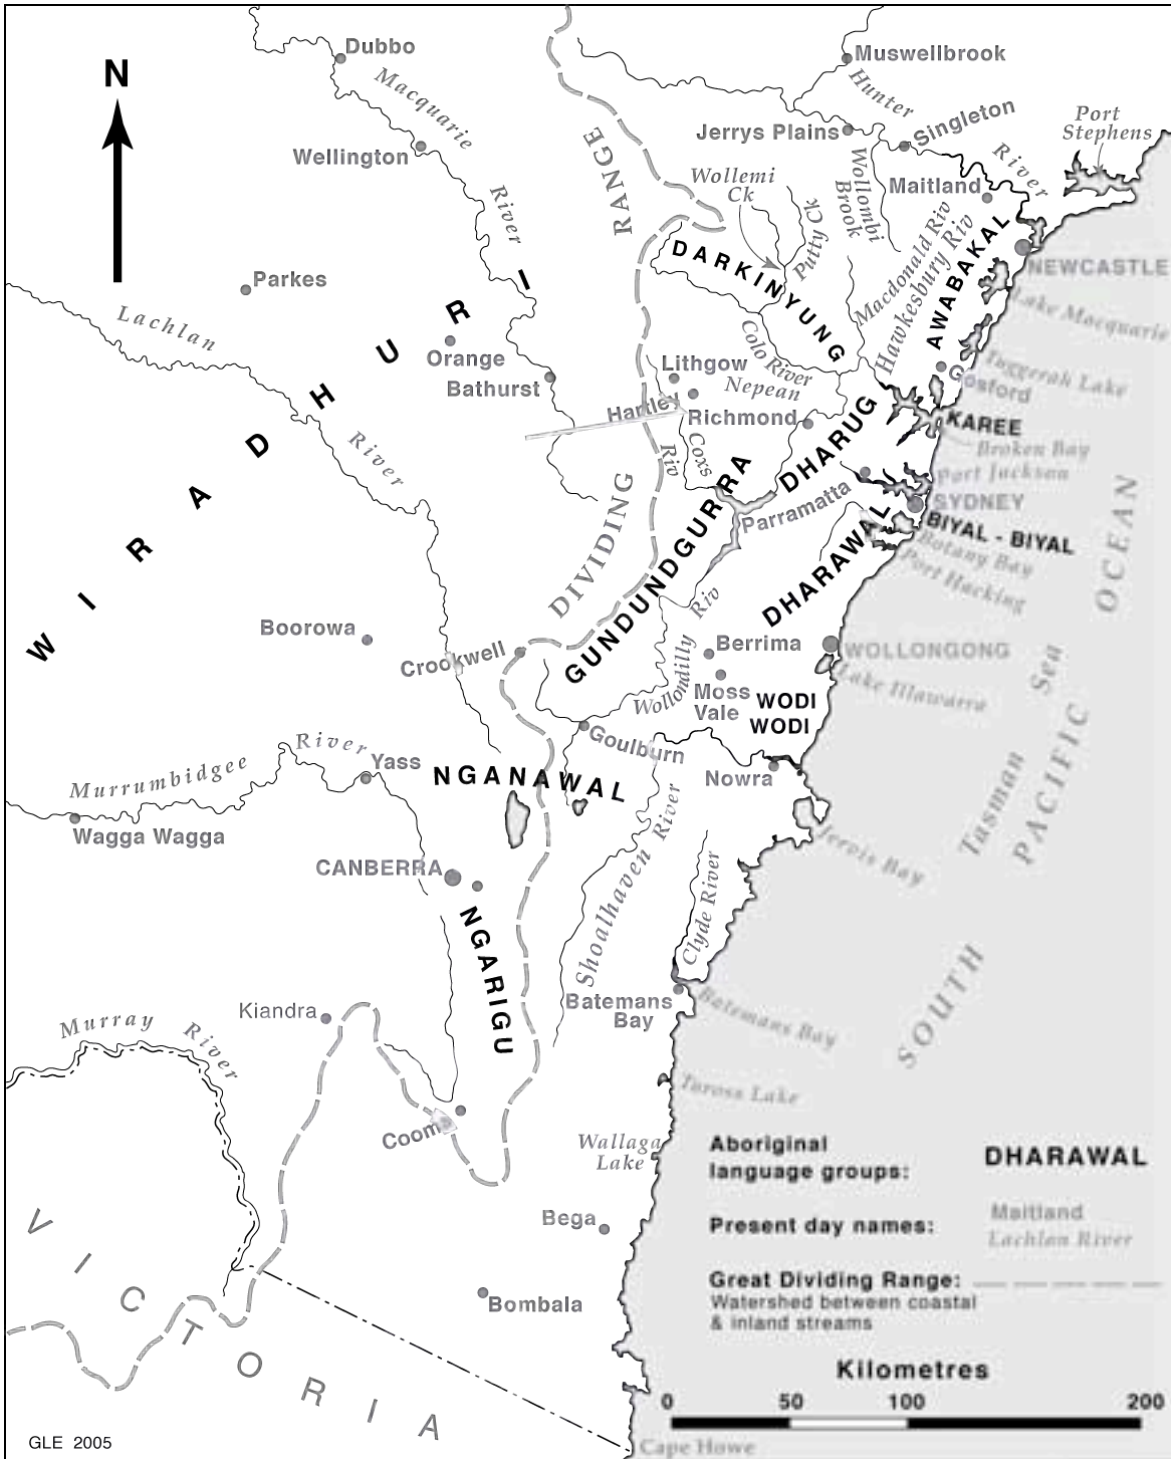 Dubbo
Macquarie
River
Wellington
N
Muswellbrook
Hunter
River
Jerrys Plains
Singleton
Port
Stephens
Maitland
Wollemi
Ck
Putty Ck
Wollombi
Brook
RANGE
DARKINYUNG
Macdonald Riv
Hawkesbury Riv
AWABAKAL
NEWCASTLE
Lake Macquarie
Parkes
Lachlan
River
Orange
Bathurst
WIRADHURI
Lithgow
Colo River
Nepean
Hartley
Richmond
Tuggerah Lake
Gosford
KAREE
Broken Bay
Port Jackson
Coxs
Riv
DHARUG
Parramatta
SYDNEY
BIYAL - BIYAL
Botany Bay
Port Hacking
DIVIDING
GUNDUNDGURRA
DHARAWAL
Boorowa
Crookwell
Wollondilly Riv
Berrima
Moss
Vale
WODI
WODI
WOLLONGONG
Lake Illawarra
Goulburn
Nowra
Murrumbidgee
River
Yass
Wagga Wagga
NGANAWAL
Shoalhaven River
Jervis Bay
CANBERRA
NGARIGU
Clyde River
Tasman Sea
SOUTH PACIFIC OCEAN
Kiandra
Batemans
Bay
Batemans Bay
Murray River
Tuross Lake
Cooma
Wallaga
Lake
Bega
Bombala
VICTORIA
Cape Howe
Aboriginal
language groups:
DHARAWAL
Present day names:
Maitland
Lachlan River
Great Dividing Range:
Watershed between coastal
& inland streams
Kilometres
0 50 100 200
GLE 2005